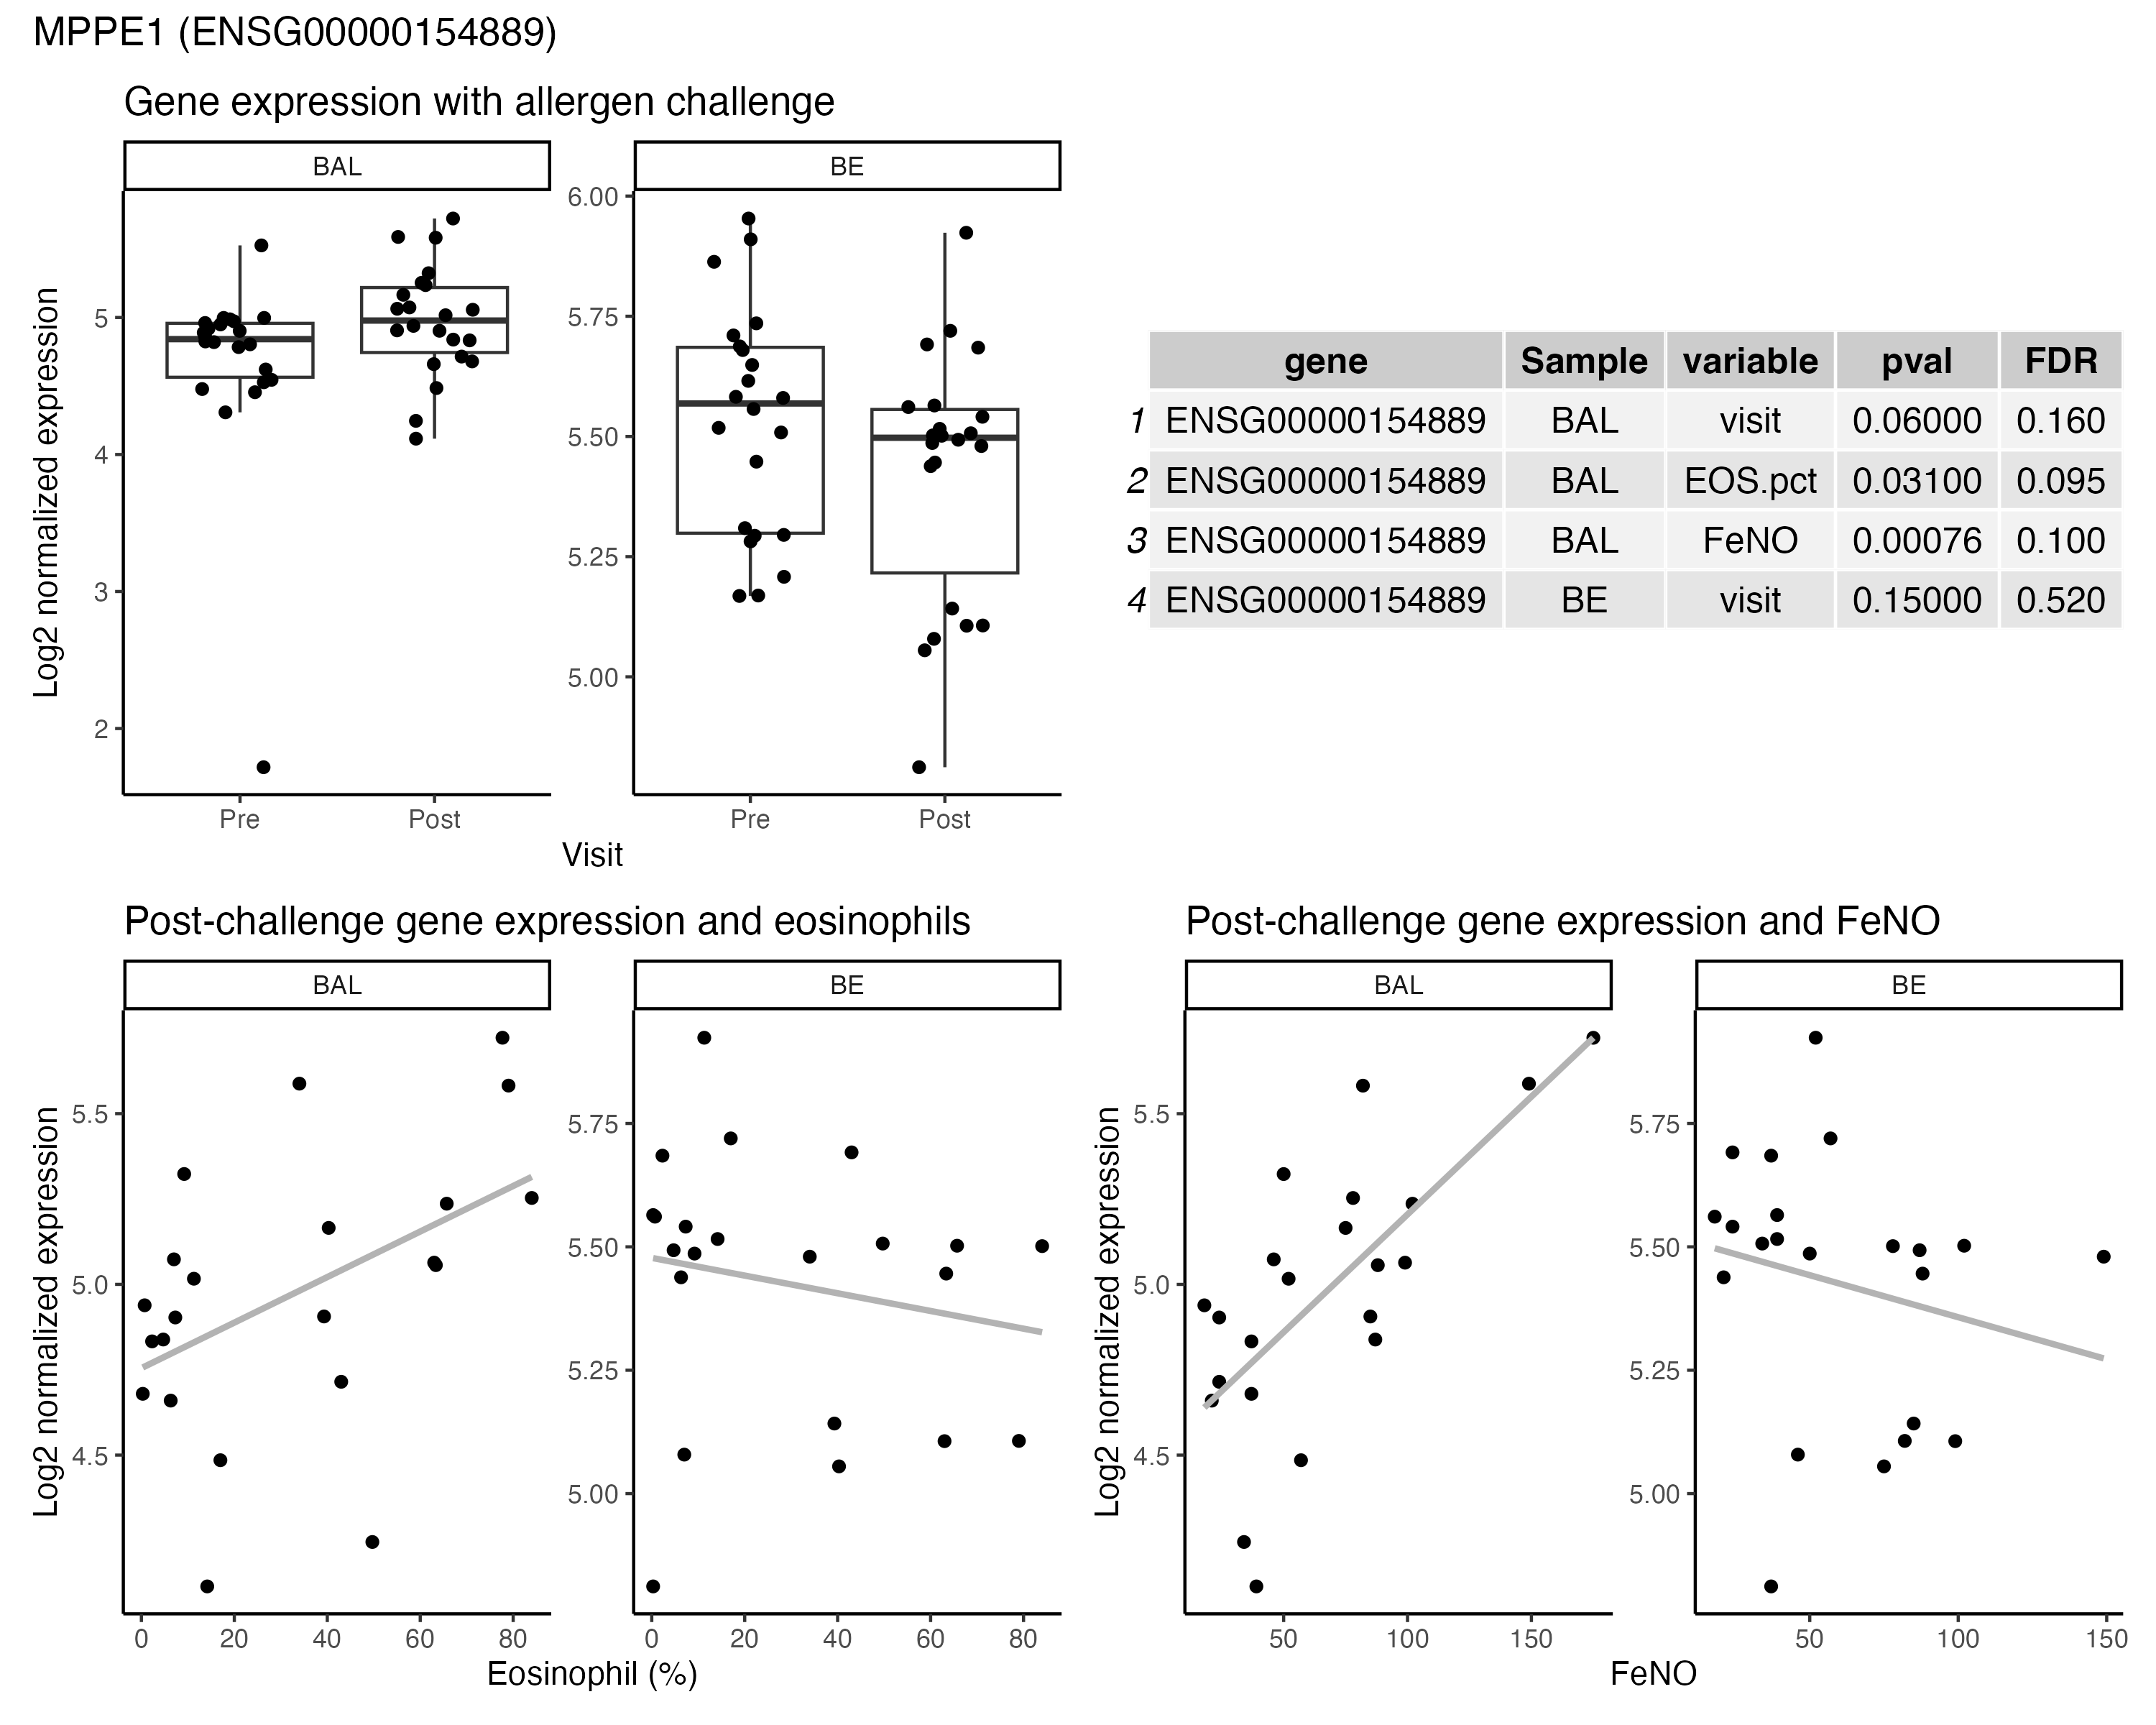 MPPE1 (ENSG00000154889)
Gene expression with allergen challenge
BAL BE
Log2 normalized expression
5
4
3
2
6.00
5.75
5.50
5.25
5.00
Pre Post Pre Post
Visit
gene Sample variable pval FDR
1 ENSG00000154889 BAL visit 0.06000 0.160
2 ENSG00000154889 BAL EOS.pct 0.03100 0.095
3 ENSG00000154889 BAL FeNO 0.00076 0.100
4 ENSG00000154889 BE visit 0.15000 0.520
Post-challenge gene expression and eosinophils
BAL BE
Log2 normalized expression
5.5
5.0
4.5
5.75
5.50
5.25
5.00
0 20 40 60 80 0 20 40 60 80
Eosinophil (%)
Post-challenge gene expression and FeNO
BAL BE
Log2 normalized expression
5.5
5.0
4.5
5.75
5.50
5.25
5.00
50 100 150 50 100 150
FeNO